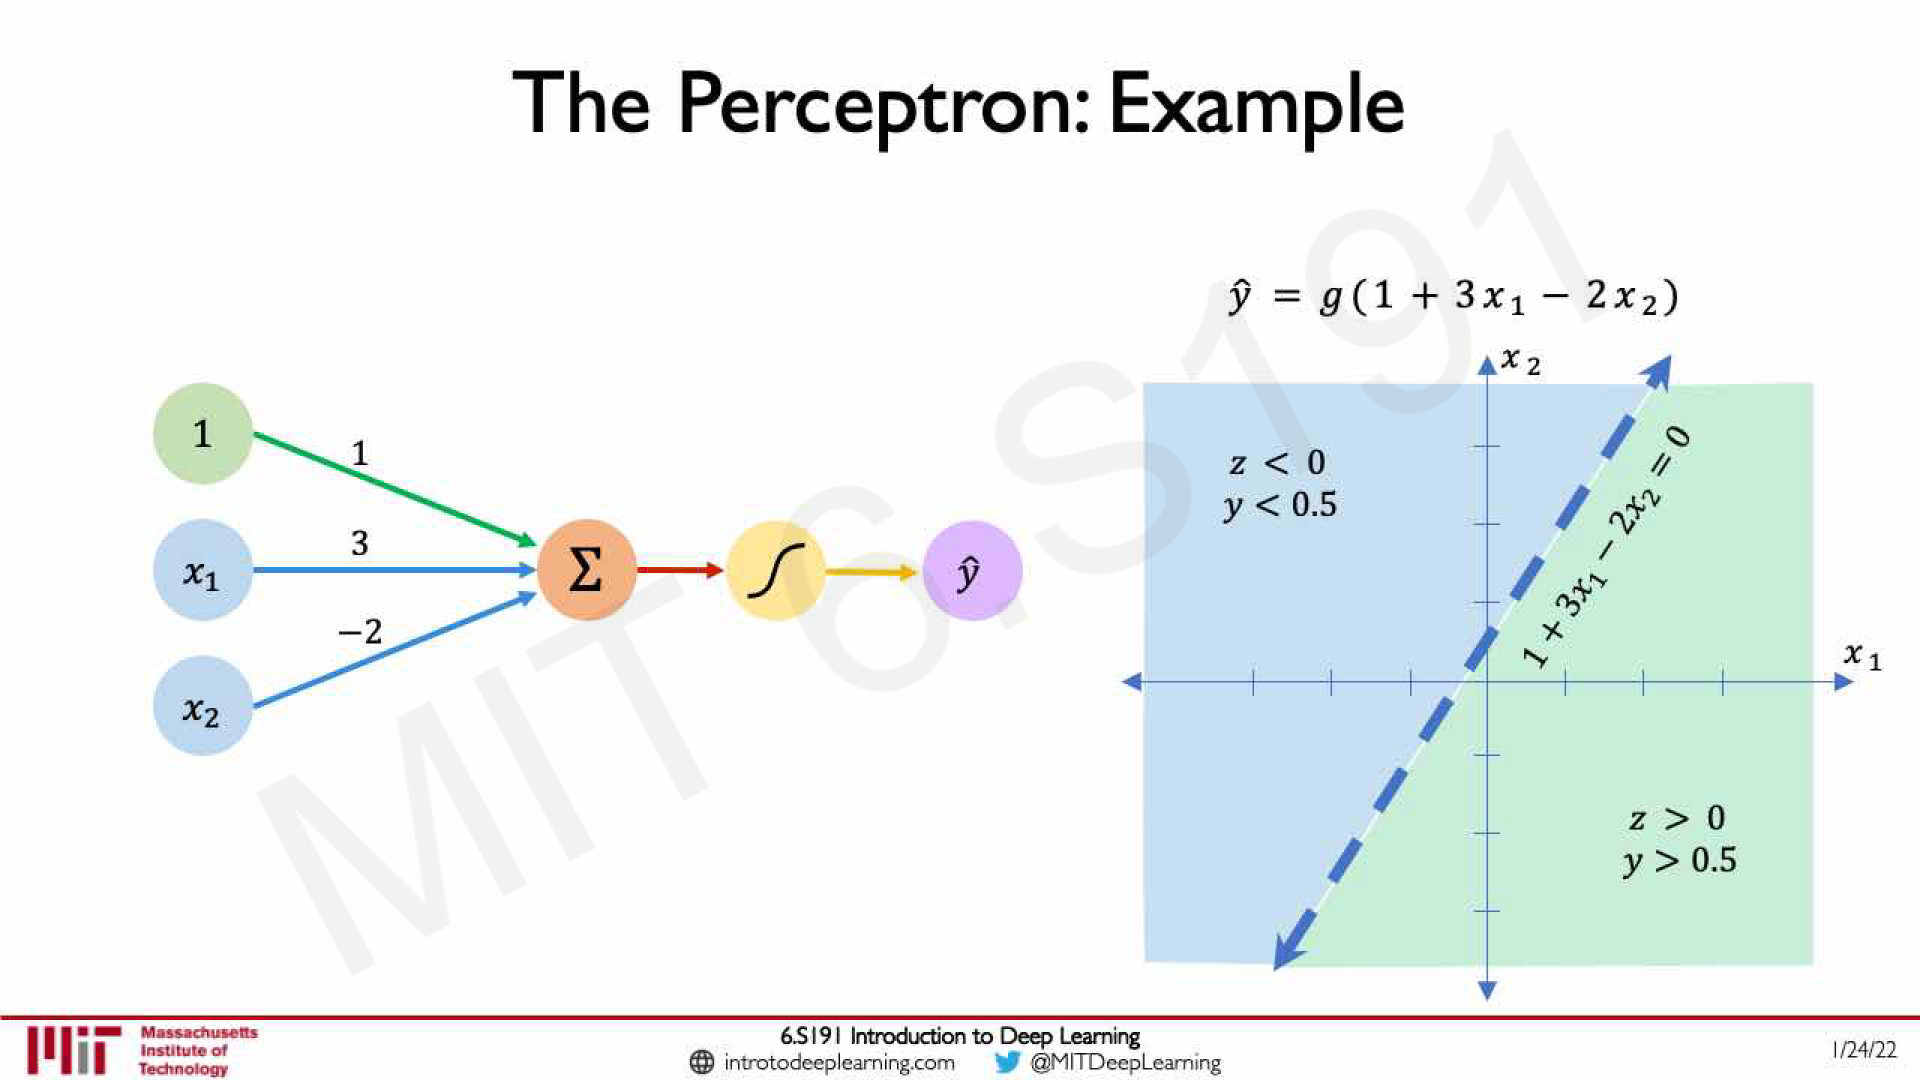 The Perceptron: Example
ŷ = g(1 + 3x₁ − 2x₂)
1
x₁
x₂
1
3
−2
Σ
ŷ
x₂
x₁
z < 0
y < 0.5
1 + 3x₁ − 2x₂ = 0
z > 0
y > 0.5
MIT 6.S191
Massachusetts
Institute of
Technology
6.S191 Introduction to Deep Learning
introtodeeplearning.com @MITDeepLearning
1/24/22